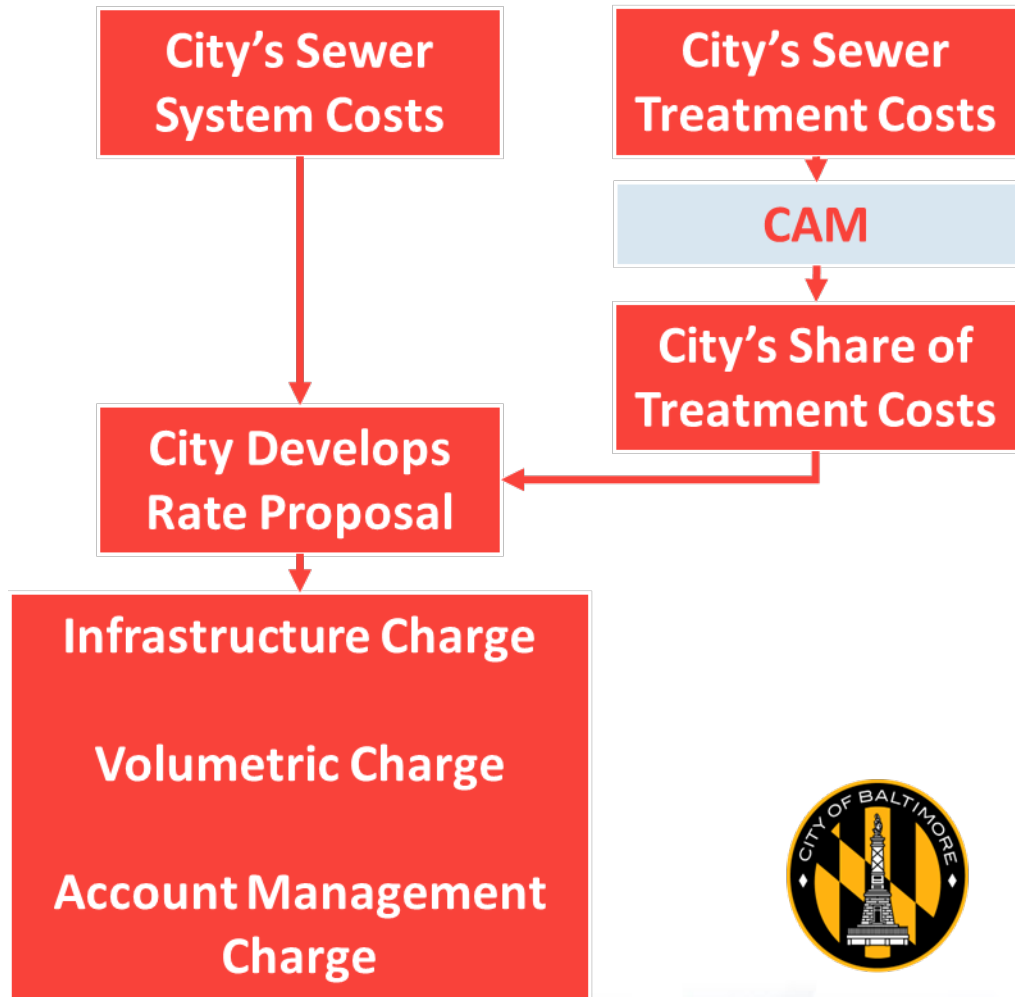 City's Sewer
System Costs
City's Sewer
Treatment Costs
CAM
City's Share of
Treatment Costs
City Develops
Rate Proposal
Infrastructure Charge
Volumetric Charge
Account Management
Charge
CITY OF BALTIMORE